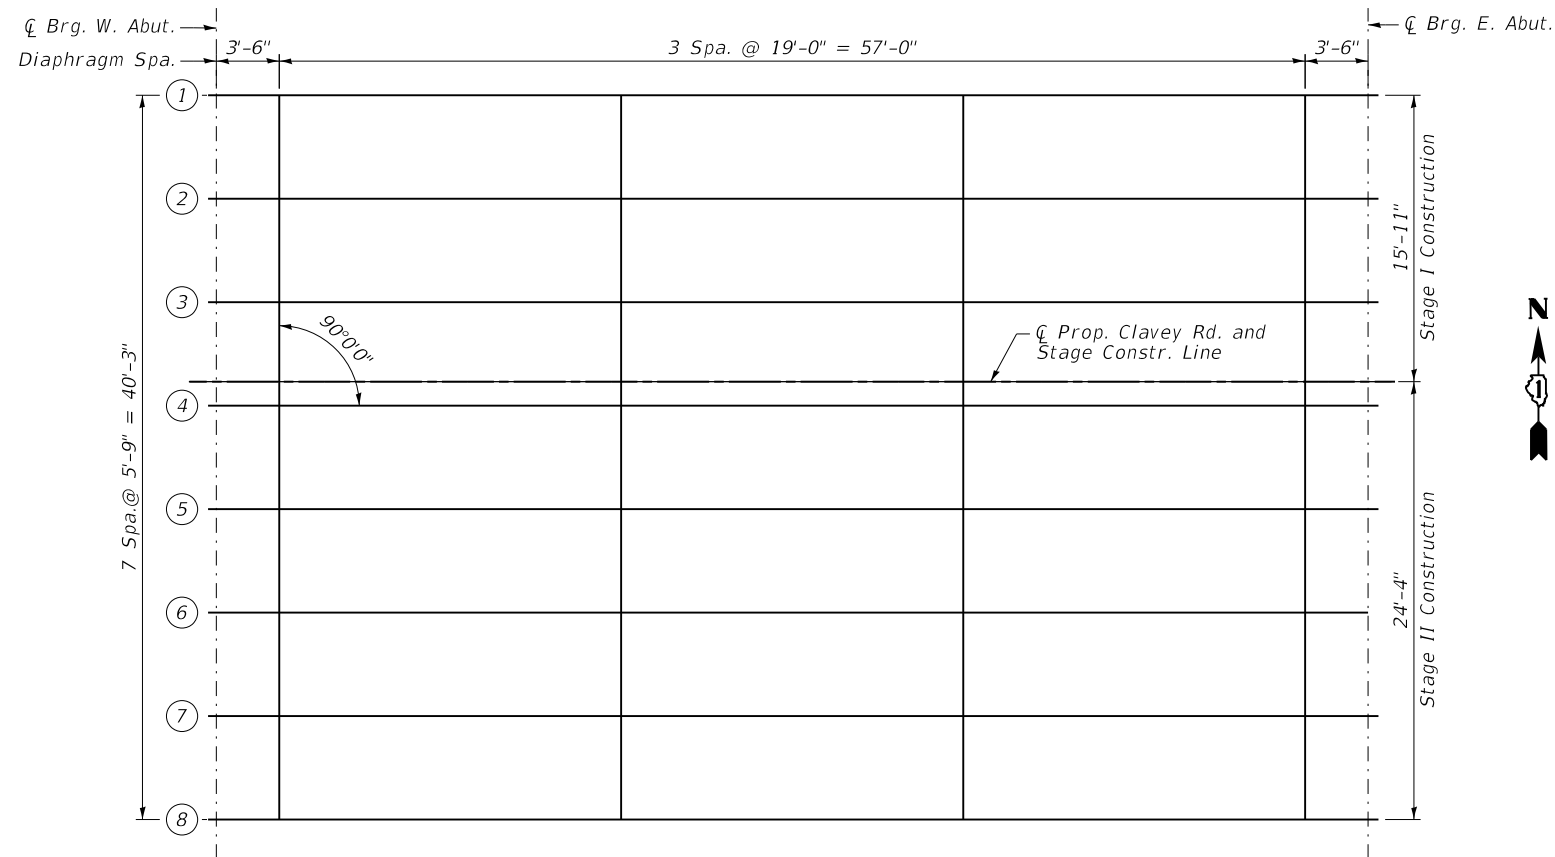 ℄ Brg. W. Abut.
℄ Brg. E. Abut.
Diaphragm Spa.
3'-6"
3 Spa. @ 19'-0" = 57'-0"
3'-6"
1
2
3
4
5
6
7
8
7 Spa.@ 5'-9" = 40'-3"
90°0'0"
℄ Prop. Clavey Rd. and
Stage Constr. Line
15'-11"
Stage I Construction
24'-4"
Stage II Construction
N
1